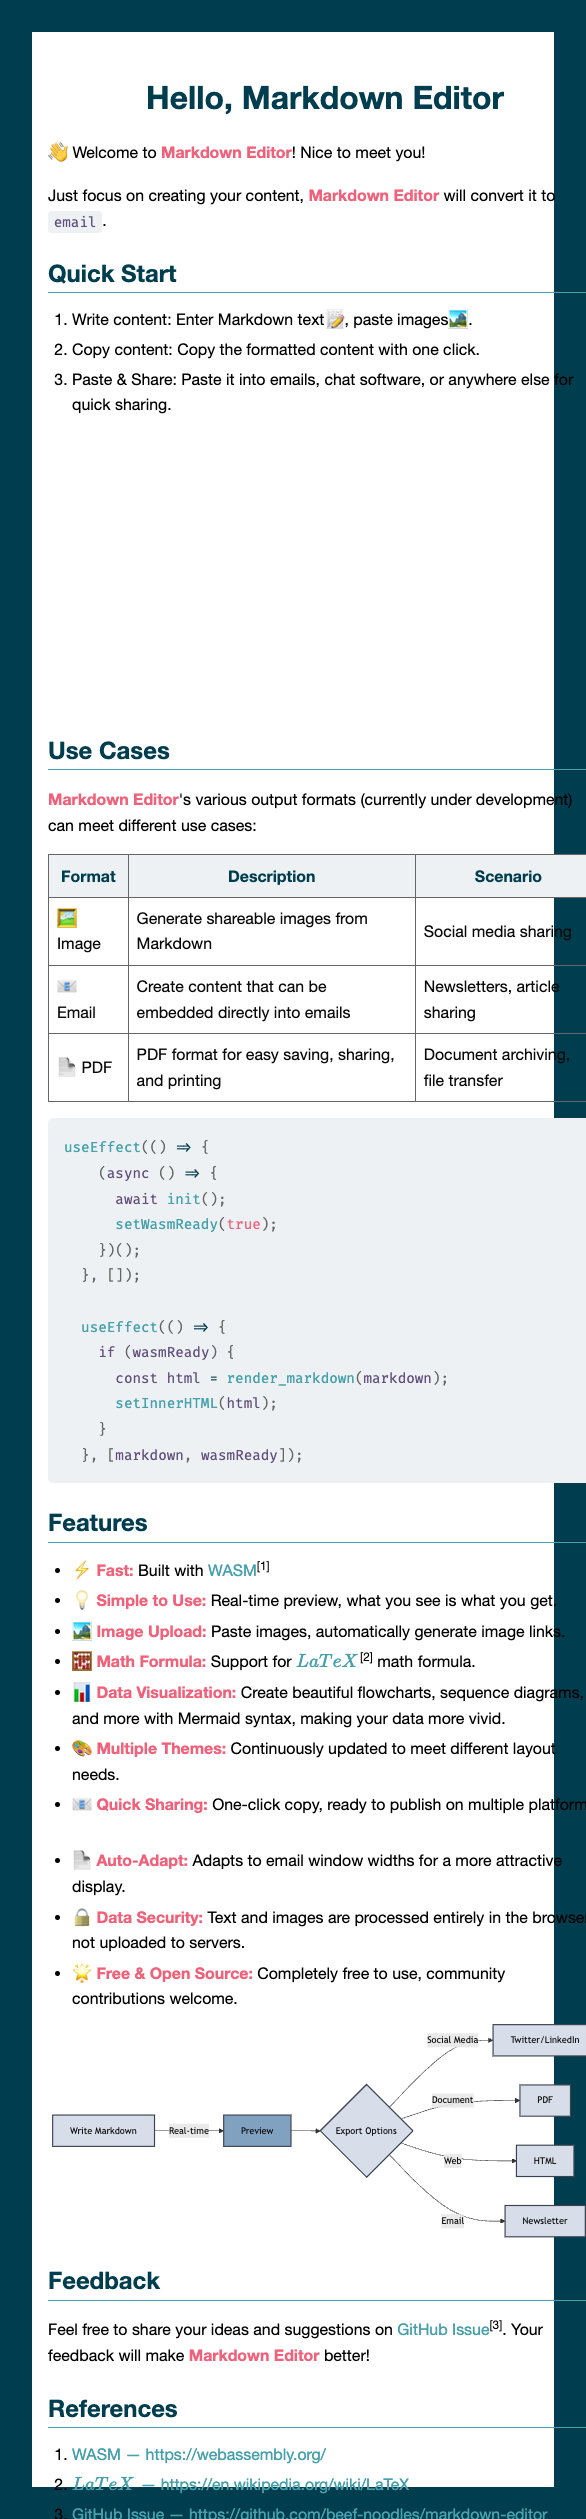 Hello, Markdown Editor
👋 Welcome to Markdown Editor! Nice to meet you!
Just focus on creating your content, Markdown Editor will convert it to
email .
Quick Start
1. Write content: Enter Markdown text📝, paste images🏞️.
2. Copy content: Copy the formatted content with one click.
3. Paste & Share: Paste it into emails, chat software, or anywhere else for
quick sharing.
Use Cases
Markdown Editor's various output formats (currently under development)
can meet different use cases:
Format Description Scenario
🖼️ Image
Generate shareable images from
Markdown
Social media sharing
📧 Email
Create content that can be
embedded directly into emails
Newsletters, article
sharing
📄 PDF
PDF format for easy saving, sharing,
and printing
Document archiving,
file transfer
useEffect(() => {
    (async () => {
      await init();
      setWasmReady(true);
    })();
  }, []);
  useEffect(() => {
    if (wasmReady) {
      const html = render_markdown(markdown);
      setInnerHTML(html);
    }
  }, [markdown, wasmReady]);
Features
• ⚡ Fast: Built with WASM[1]
• 💡 Simple to Use: Real-time preview, what you see is what you get.
• 🏞️ Image Upload: Paste images, automatically generate image links.
• 🧮 Math Formula: Support for LaTeX[2] math formula.
• 📊 Data Visualization: Create beautiful flowcharts, sequence diagrams,
and more with Mermaid syntax, making your data more vivid.
• 🎨 Multiple Themes: Continuously updated to meet different layout
needs.
• 📧 Quick Sharing: One-click copy, ready to publish on multiple platform
• 📄 Auto-Adapt: Adapts to email window widths for a more attractive
display.
• 🔒 Data Security: Text and images are processed entirely in the browse
not uploaded to servers.
• 🌟 Free & Open Source: Completely free to use, community
contributions welcome.
Social Media
Twitter/LinkedIn
Document
PDF
Write Markdown
Real-time
Preview
Export Options
Web
HTML
Email
Newsletter
Feedback
Feel free to share your ideas and suggestions on GitHub Issue[3]. Your
feedback will make Markdown Editor better!
References
1. WASM — https://webassembly.org/
2. LaTeX — https://en.wikipedia.org/wiki/LaTeX
3. GitHub Issue — https://github.com/beef-noodles/markdown-editor